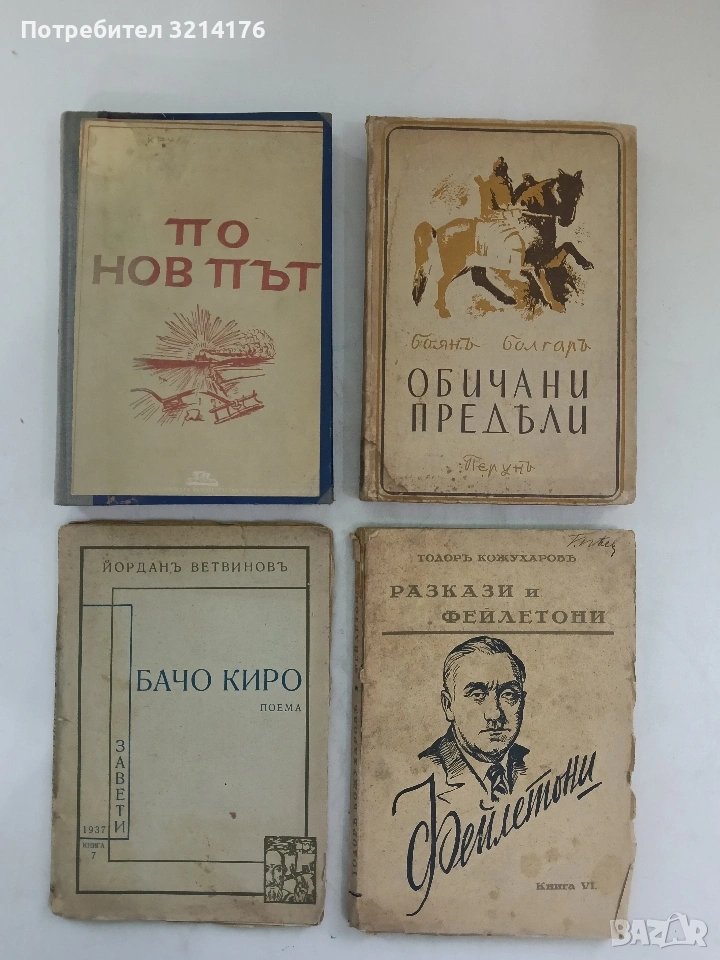 Потребител 3214176
ПО
НОВ ПЪТ
боянъ болгаръ
ОБИЧАНИ
ПРЕДѢЛИ
Перунъ
ЙОРДАНЪ ВЕТВИНОВЪ
БАЧО КИРО
ПОЕМА
ЗАВЕТИ
1937
КНИГА
7
ТОДОРЪ КОЖУХАРОВЪ
РАЗКАЗИ и
ФЕЙЛЕТОНИ
Фейлетони
Книга VI.
BAZAR